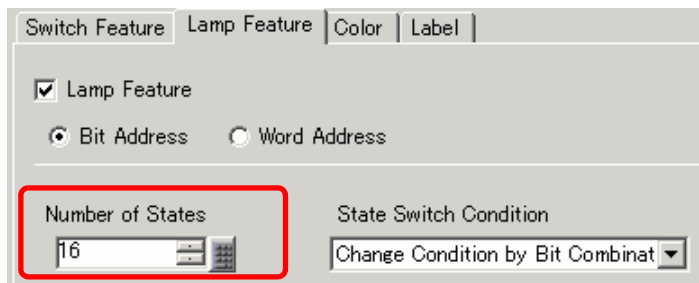 Switch Feature Lamp Feature Color Label
Lamp Feature
Bit Address Word Address
Number of States State Switch Condition
16 Change Condition by Bit Combinat